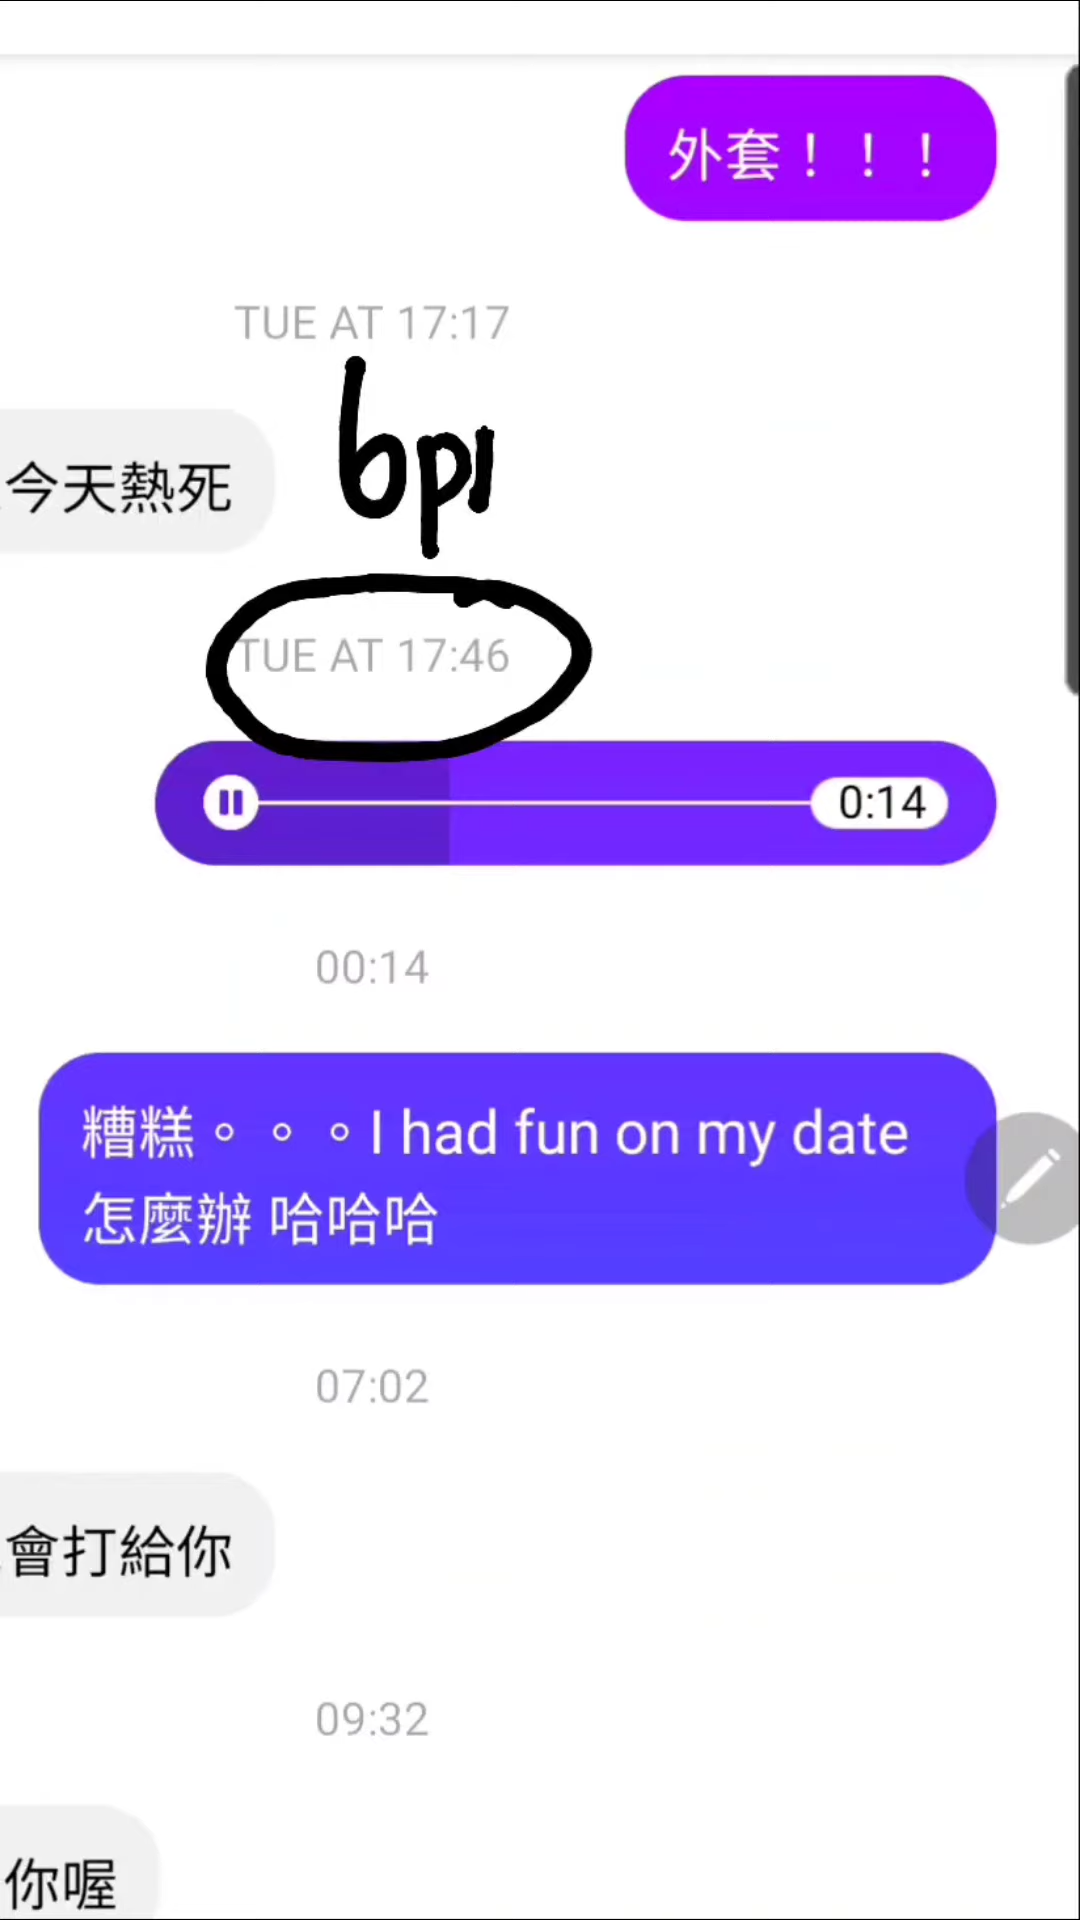 外套！！！
TUE AT 17:17
今天熱死
6pl
TUE AT 17:46
0:14
00:14
糟糕。。。I had fun on my date
怎麼辦 哈哈哈
07:02
會打給你
09:32
你喔